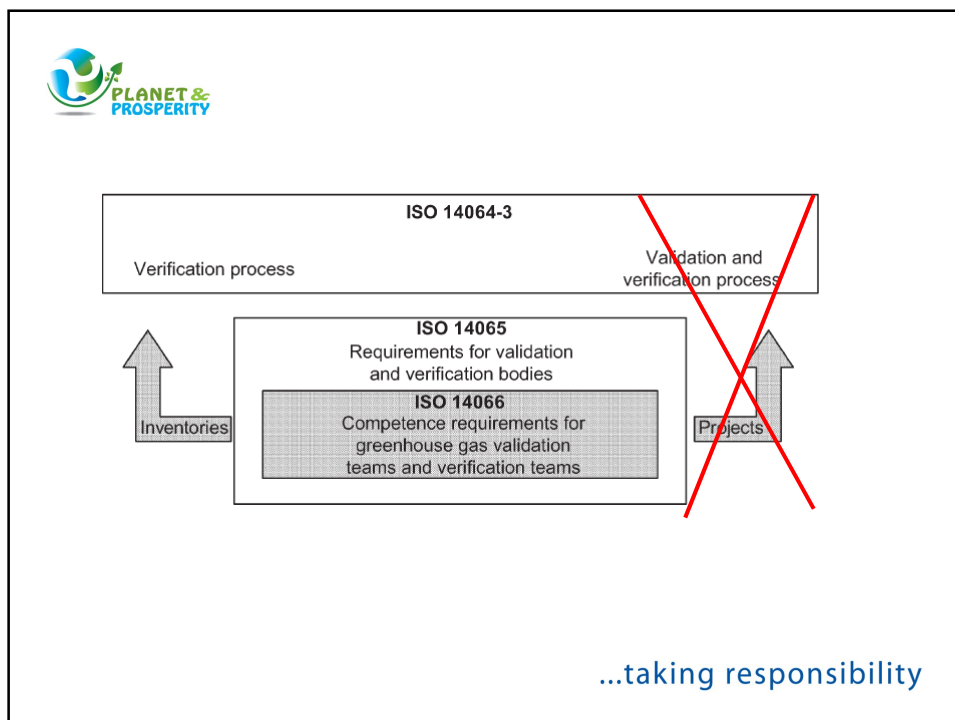 PLANET &
PROSPERITY
ISO 14064-3
Verification process
Validation and
verification process
ISO 14065
Requirements for validation
and verification bodies
ISO 14066
Competence requirements for
greenhouse gas validation
teams and verification teams
Inventories
Projects
...taking responsibility